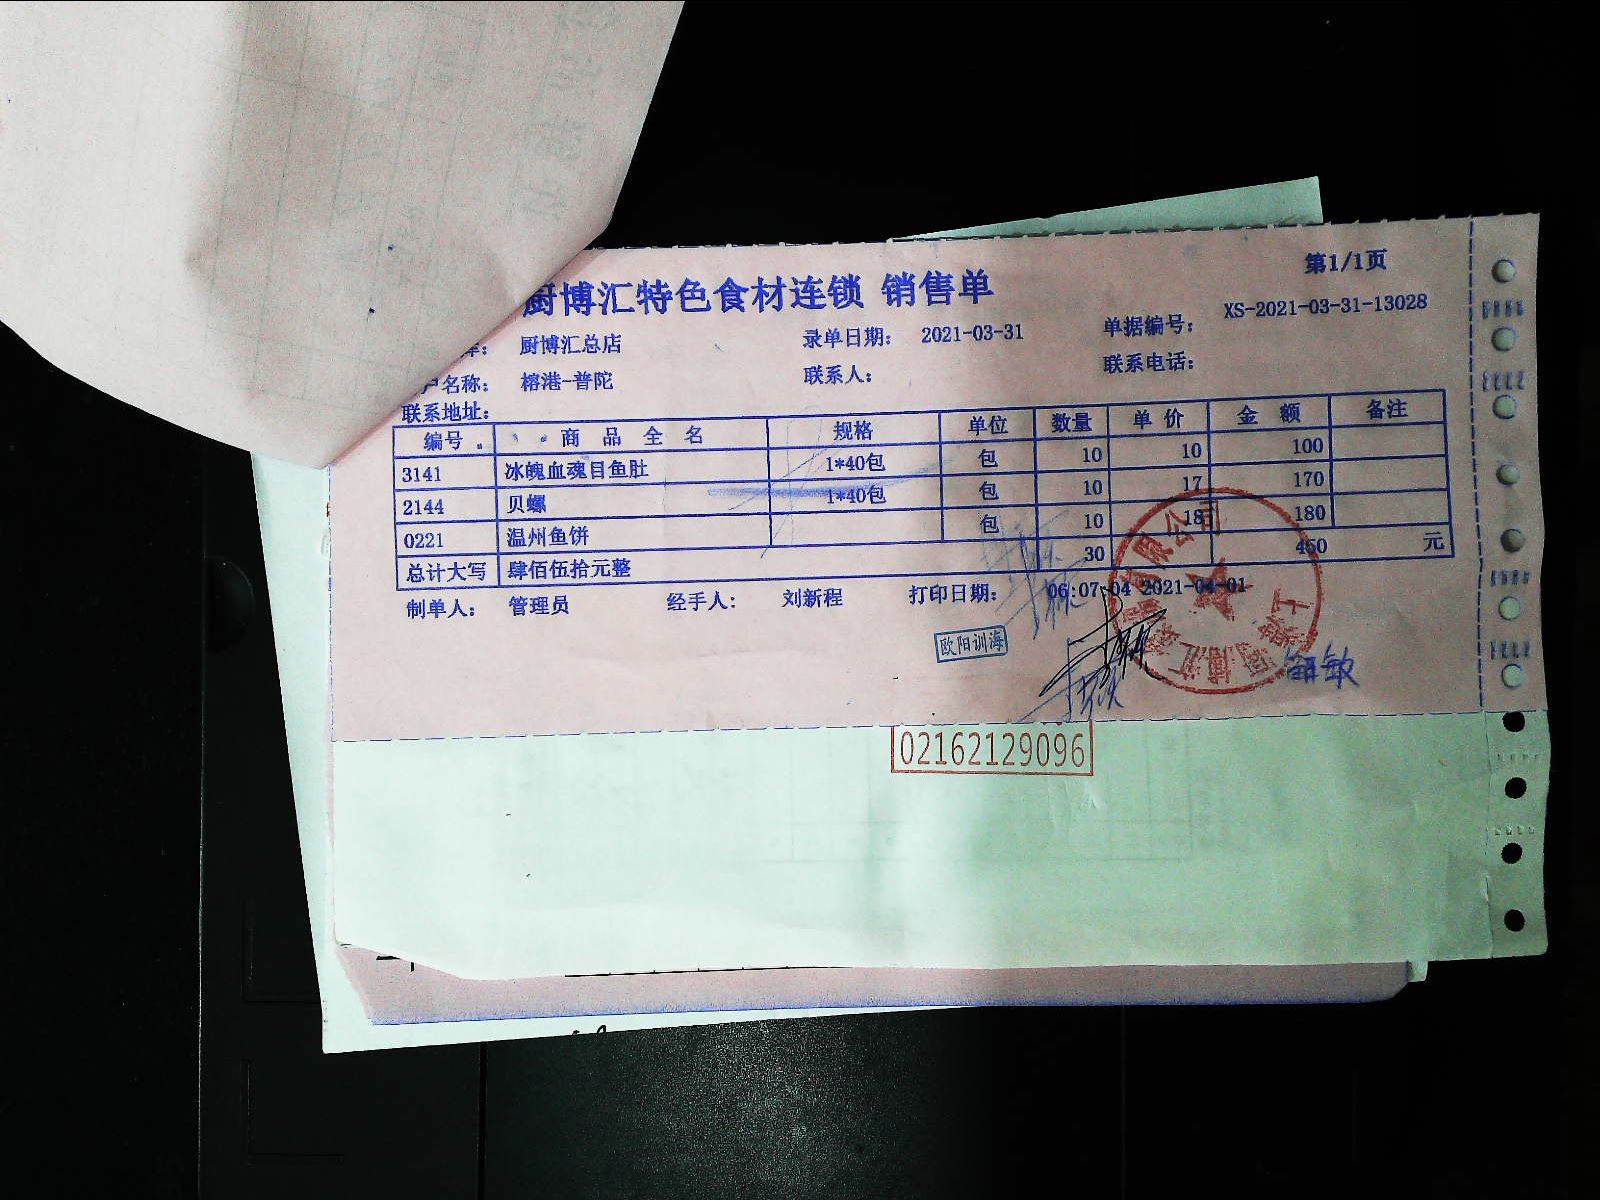 第1/1页
厨博汇特色食材连锁 销售单
库： 厨博汇总店 录单日期： 2021-03-31 单据编号： XS-2021-03-31-13028
户名称： 榕港-普陀 联系人： 联系电话：
联系地址：
编号 商品全名 规格 单位 数量 单价 金额 备注
3141 冰魄血魂目鱼肚 1*40包 包 10 10 100
2144 贝螺 1*40包 包 10 17 170
0221 温州鱼饼 包 10 18 180
总计大写 肆佰伍拾元整 30 450 元
制单人： 管理员 经手人： 刘新程 打印日期： 06:07:04 2021-04-01
欧阳训海
02162129096